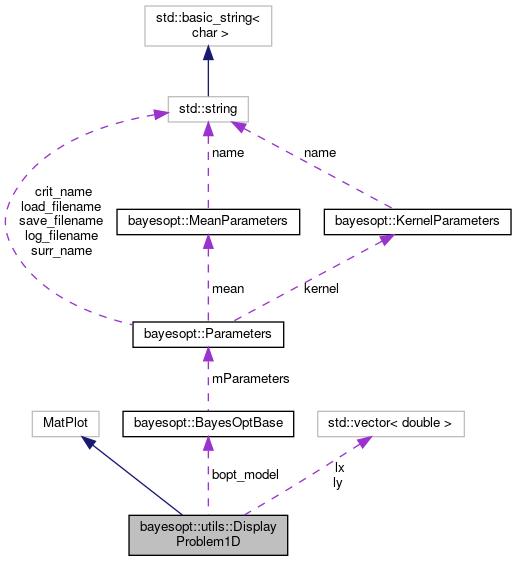 std::basic_string<
char >
std::string
name
name
crit_name
load_filename
save_filename
log_filename
surr_name
bayesopt::MeanParameters
bayesopt::KernelParameters
mean
kernel
bayesopt::Parameters
mParameters
MatPlot
bayesopt::BayesOptBase
std::vector< double >
bopt_model
lx
ly
bayesopt::utils::Display
Problem1D